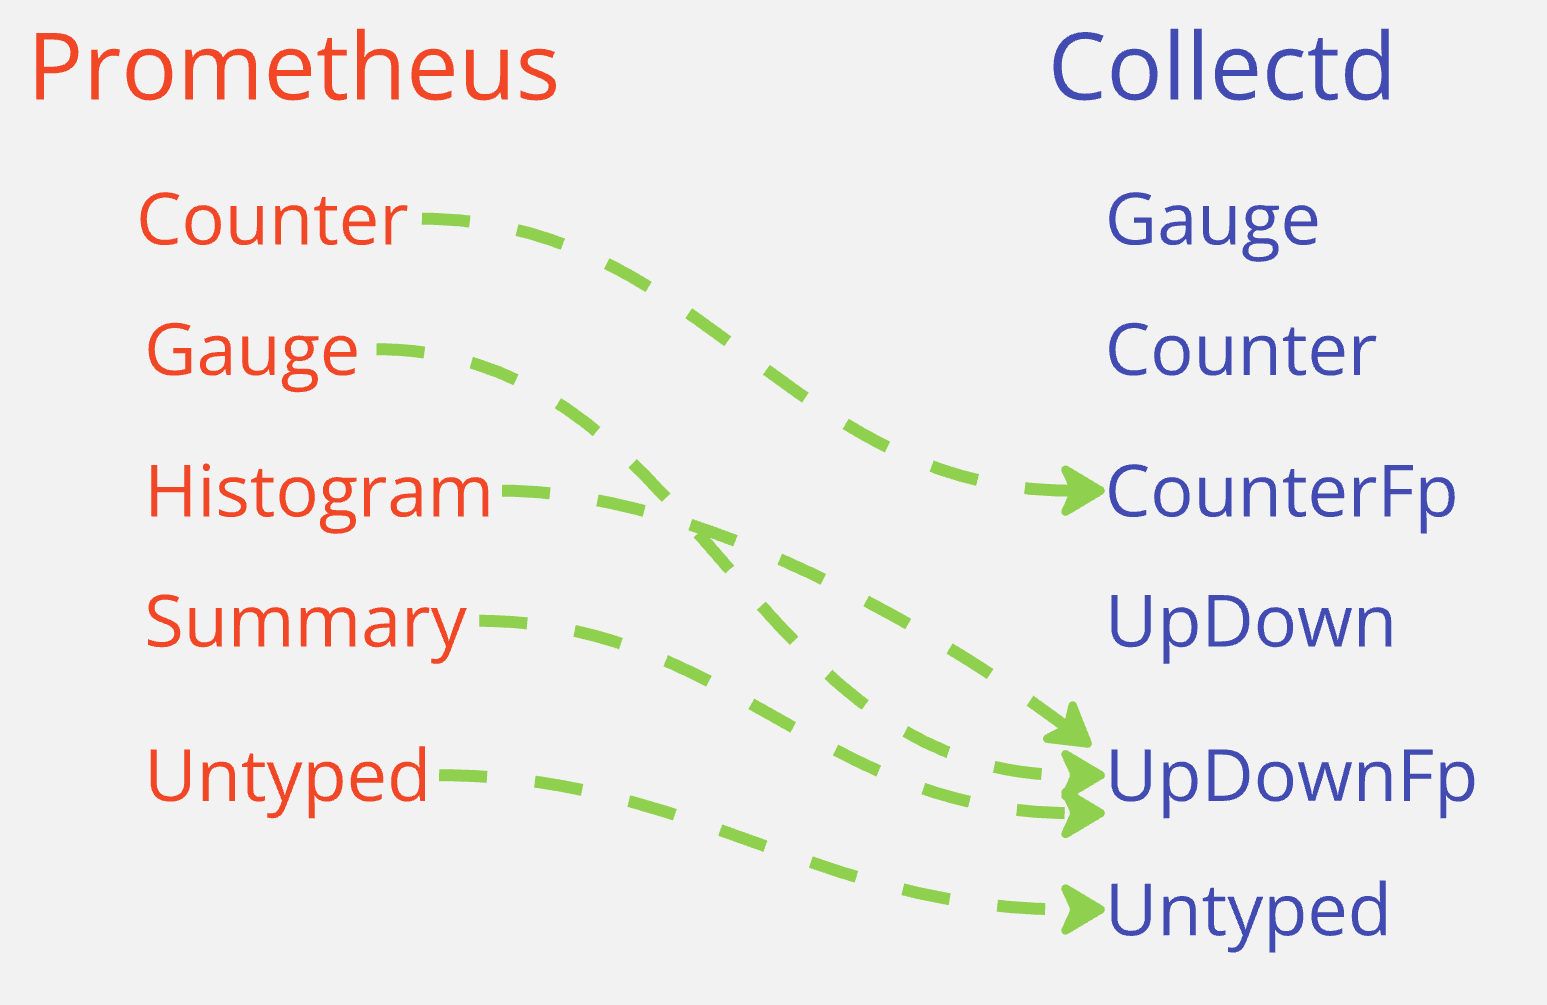 Prometheus
Counter
Gauge
Histogram
Summary
Untyped
Collectd
Gauge
Counter
CounterFp
UpDown
UpDownFp
Untyped